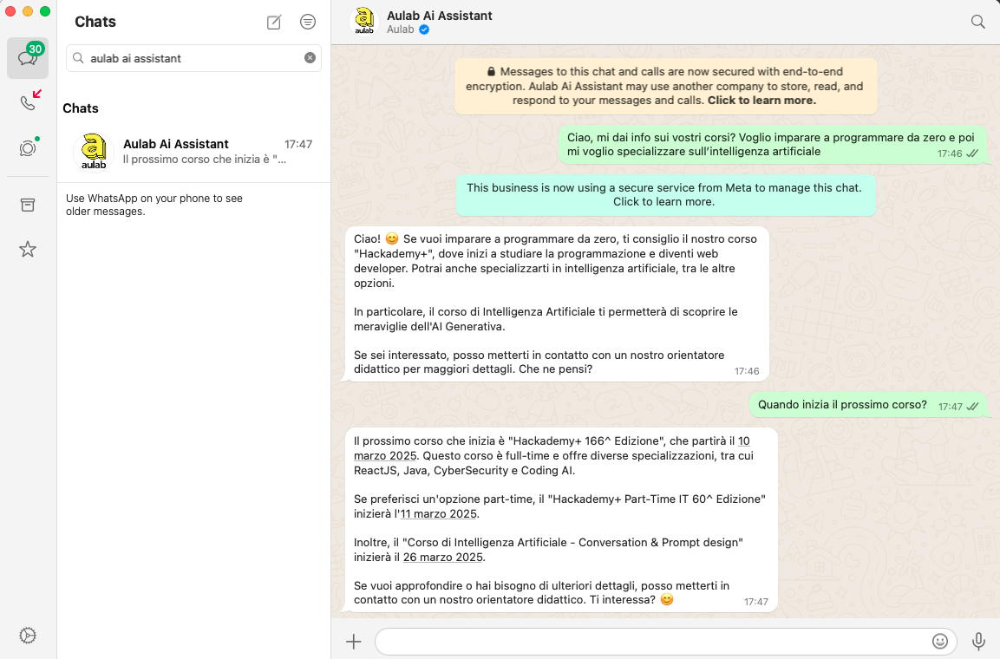 30
Chats
aulab ai assistant
Chats
aulab
Aulab Ai Assistant
17:47
Il prossimo corso che inizia è "...
Use WhatsApp on your phone to see
older messages.
aulab
Aulab Ai Assistant
Aulab
Messages to this chat and calls are now secured with end-to-end
encryption. Aulab Ai Assistant may use another company to store, read, and
respond to your messages and calls. Click to learn more.
Ciao, mi dai info sui vostri corsi? Voglio imparare a programmare da zero e poi
mi voglio specializzare sull’intelligenza artificiale
17:46
This business is now using a secure service from Meta to manage this chat.
Click to learn more.
Ciao! 😊 Se vuoi imparare a programmare da zero, ti consiglio il nostro corso
"Hackademy+", dove inizi a studiare la programmazione e diventi web
developer. Potrai anche specializzarti in intelligenza artificiale, tra le altre
opzioni.
In particolare, il corso di Intelligenza Artificiale ti permetterà di scoprire le
meraviglie dell'AI Generativa.
Se sei interessato, posso metterti in contatto con un nostro orientatore
didattico per maggiori dettagli. Che ne pensi?
17:46
Quando inizia il prossimo corso?
17:47
Il prossimo corso che inizia è "Hackademy+ 166^ Edizione", che partirà il 10
marzo 2025. Questo corso è full-time e offre diverse specializzazioni, tra cui
ReactJS, Java, CyberSecurity e Coding AI.
Se preferisci un'opzione part-time, il "Hackademy+ Part-Time IT 60^ Edizione"
inizierà l'11 marzo 2025.
Inoltre, il "Corso di Intelligenza Artificiale - Conversation & Prompt design"
inizierà il 26 marzo 2025.
Se vuoi approfondire o hai bisogno di ulteriori dettagli, posso metterti in
contatto con un nostro orientatore didattico. Ti interessa? 😊
17:47